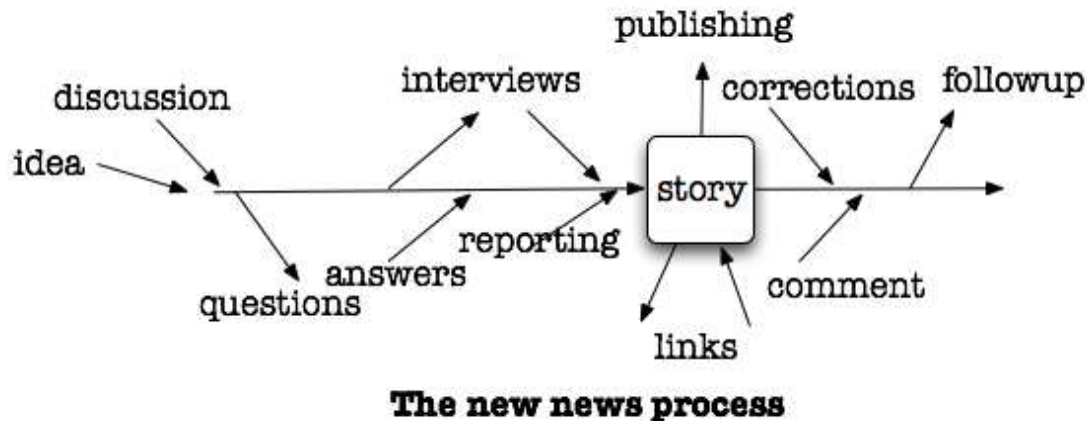 publishing
interviews
corrections
followup
discussion
idea
story
reporting
answers
questions
comment
links
The new news process